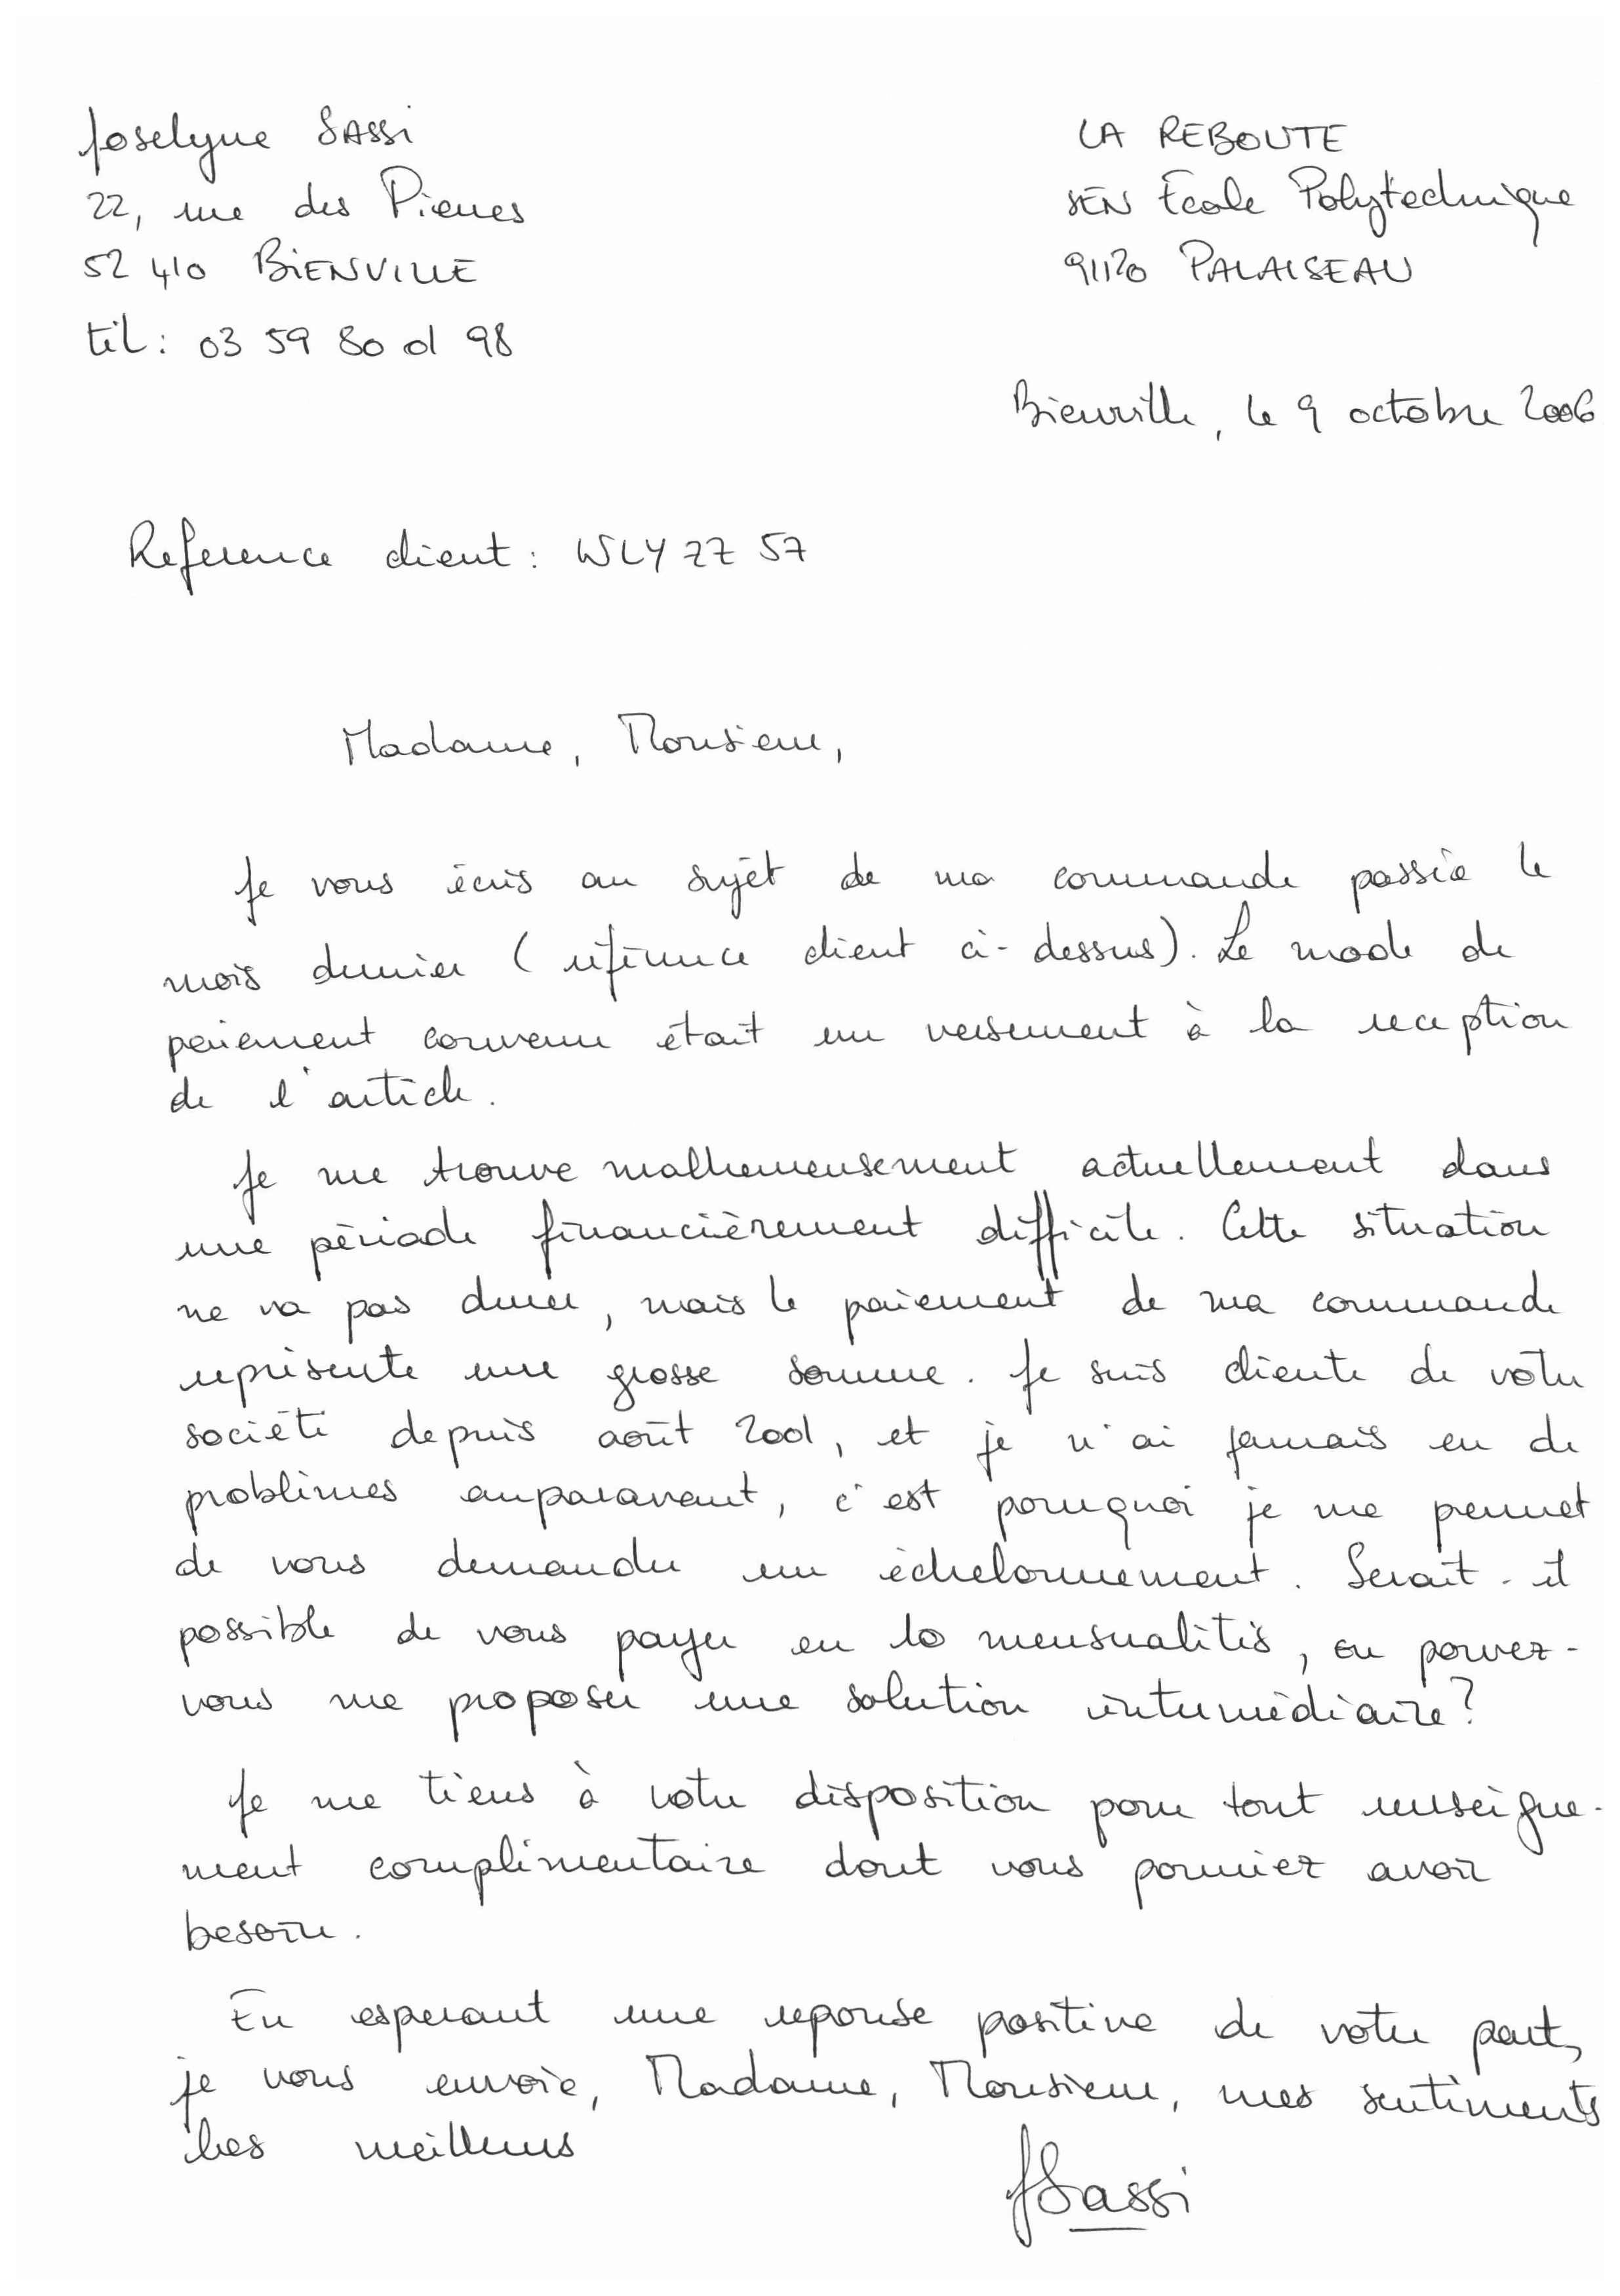 Joselyne SASSI
22, rue des Pierres
52 410 BIENVILLE
tél : 03 59 80 01 98
LA REBOUTE
SEN École Polytechnique
91120 PALAISEAU
Bienville, le 9 octobre 2006
Reference client : WLYZZ 57
Madame, Monsieur,
Je vous écris au sujet de ma commande passée le
mois dernier (référence client ci-dessus). Le mode de
paiement convenu était un versement à la reception
de l'article.
Je me trouve malheureusement actuellement dans
une période financièrement difficile. Cette situation
ne va pas durer, mais le paiement de ma commande
représente une grosse somme. Je suis cliente de votre
société depuis août 2001, et je n'ai jamais eu de
problèmes auparavant, c'est pourquoi je me permet
de vous demander un échelonnement. Serait-il
possible de vous payer en 10 mensualités, ou pouvez-
vous me proposer une solution intermédiaire ?
Je me tiens à votre disposition pour tout renseigne-
ment complémentaire dont vous pourriez avoir
besoin.
En esperant une reponse positive de votre part,
je vous envoie, Madame, Monsieur, mes sentiments
les meilleurs
JSassi